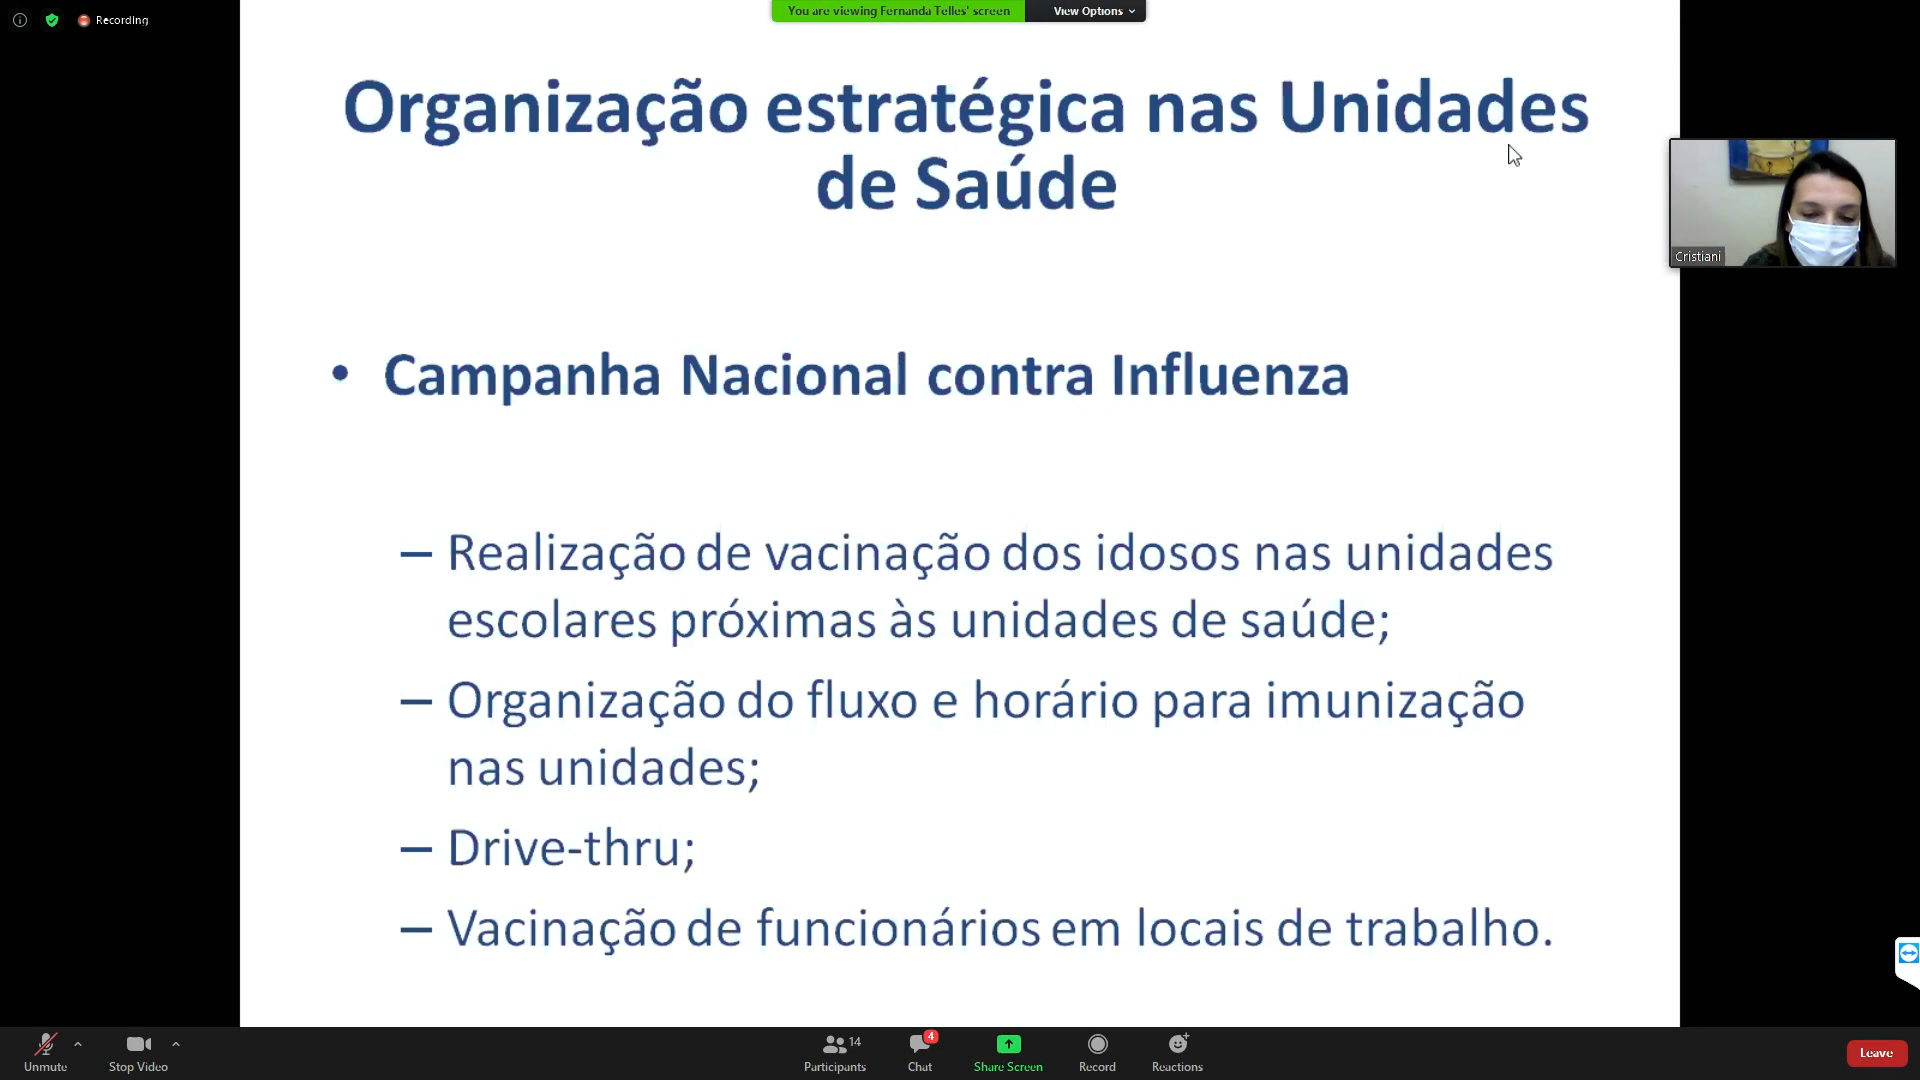 Recording
You are viewing Fernanda Telles' screen
View Options
Organização estratégica nas Unidades
de Saúde
Cristiani
• Campanha Nacional contra Influenza
– Realização de vacinação dos idosos nas unidades
escolares próximas às unidades de saúde;
– Organização do fluxo e horário para imunização
nas unidades;
– Drive-thru;
– Vacinação de funcionários em locais de trabalho.
Unmute
Stop Video
14
Participants
4
Chat
Share Screen
Record
Reactions
Leave